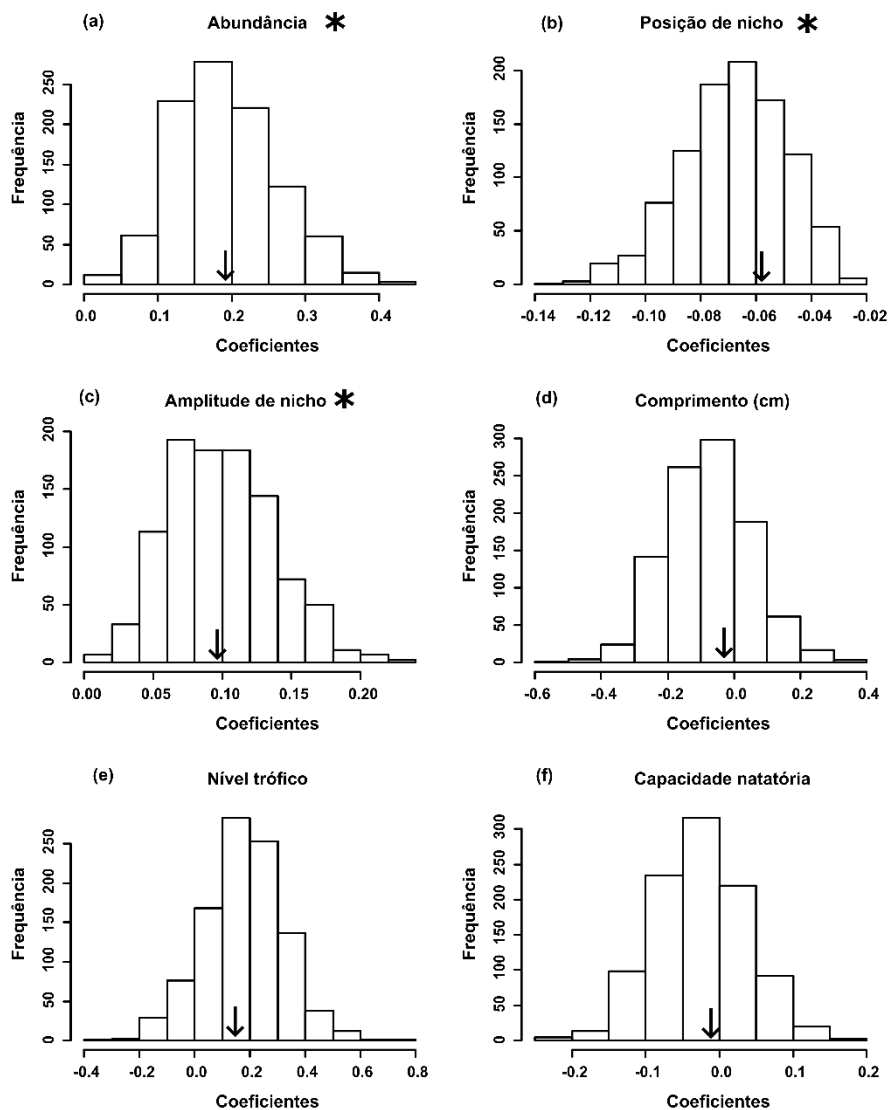 (a) Abundância *
Frequência
0 50 100 150 200 250
0.0 0.1 0.2 0.3 0.4
Coeficientes
(b) Posição de nicho *
Frequência
0 50 100 150 200
-0.14 -0.12 -0.10 -0.08 -0.06 -0.04 -0.02
Coeficientes
(c) Amplitude de nicho *
Frequência
0 50 100 150 200
0.00 0.05 0.10 0.15 0.20
Coeficientes
(d) Comprimento (cm)
Frequência
0 50 100 150 200 250 300
-0.6 -0.4 -0.2 0.0 0.2 0.4
Coeficientes
(e) Nível trófico
Frequência
0 50 100 150 200 250
-0.4 -0.2 0.0 0.2 0.4 0.6 0.8
Coeficientes
(f) Capacidade natatória
Frequência
0 50 100 150 200 250 300
-0.2 -0.1 0.0 0.1 0.2
Coeficientes